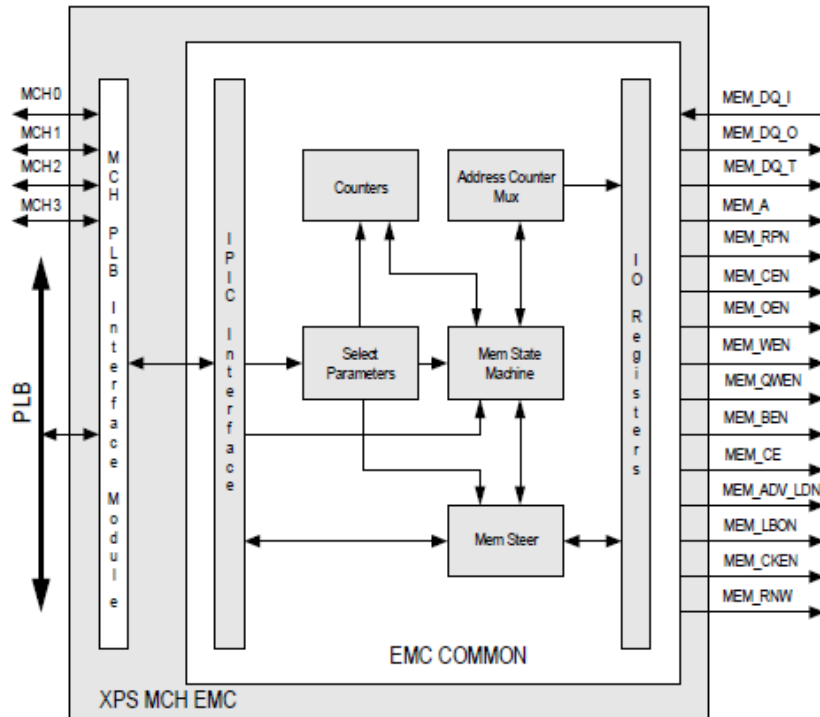 MCH0
MCH1
MCH2
MCH3
PLB
MCH PLB Interface Module
IPIC Interface
Counters
Address Counter
Mux
Select
Parameters
Mem State
Machine
Mem Steer
IO Registers
EMC COMMON
XPS MCH EMC
MEM_DQ_I
MEM_DQ_O
MEM_DQ_T
MEM_A
MEM_RPN
MEM_CEN
MEM_OEN
MEM_WEN
MEM_QWEN
MEM_BEN
MEM_CE
MEM_ADV_LDN
MEM_LBON
MEM_CKEN
MEM_RNW